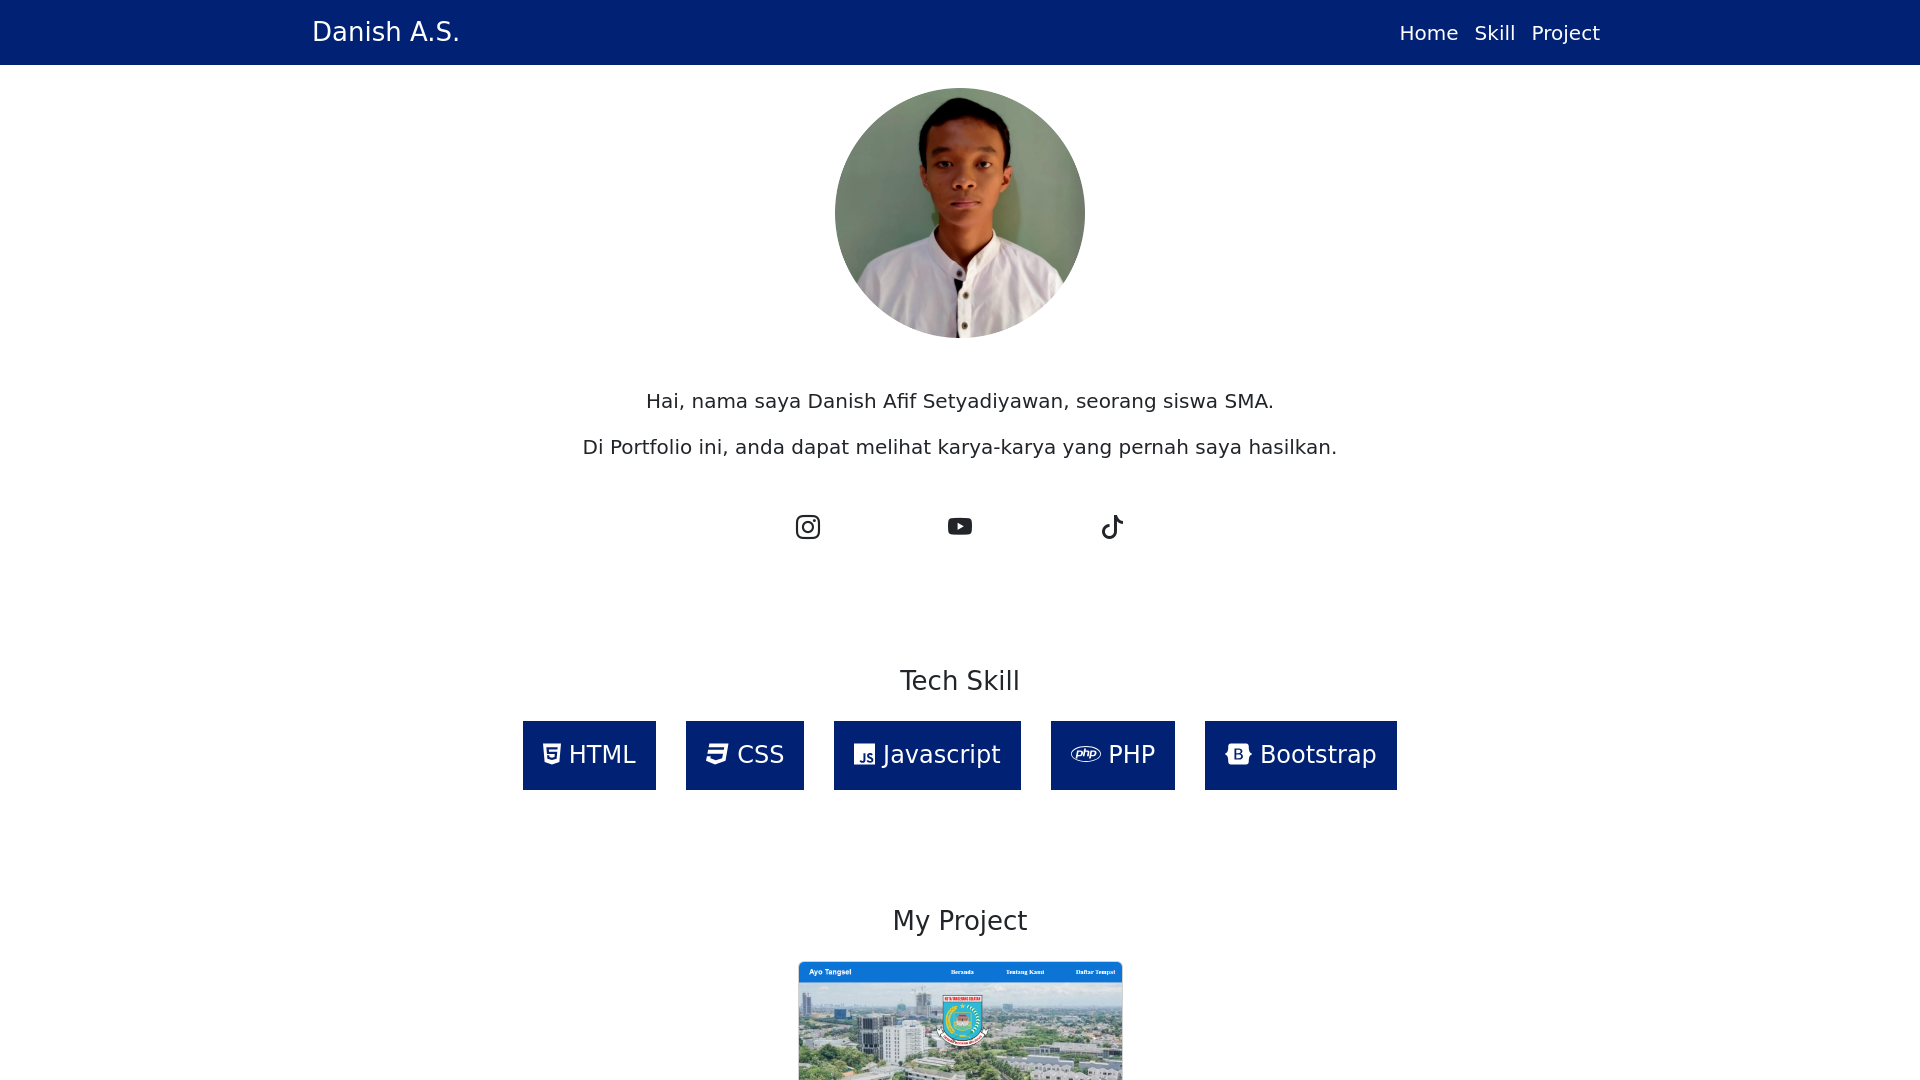 Danish A.S.
Home Skill Project
Hai, nama saya Danish Afif Setyadiyawan, seorang siswa SMA.
Di Portfolio ini, anda dapat melihat karya-karya yang pernah saya hasilkan.
Tech Skill
HTML CSS JS Javascript php PHP B Bootstrap
My Project
Ayo Tangsel Beranda Tentang Kami Daftar Tempat